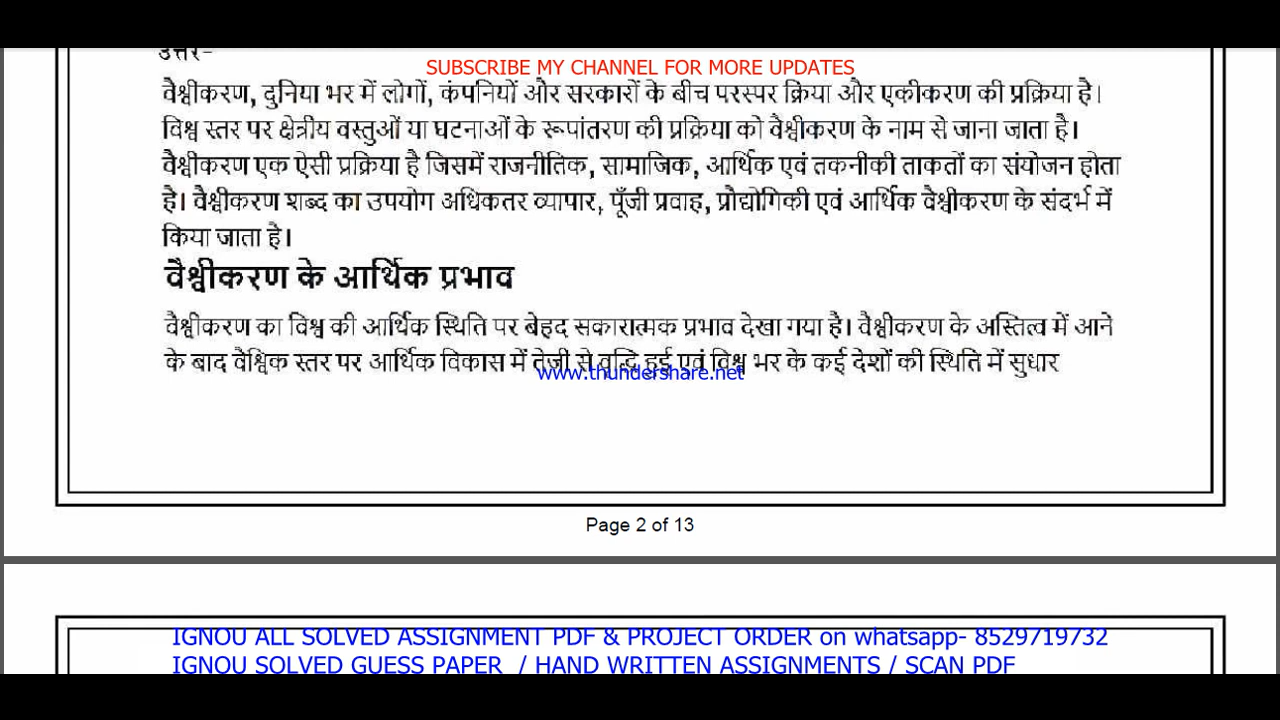 उत्तर-
SUBSCRIBE MY CHANNEL FOR MORE UPDATES
वैश्वीकरण, दुनिया भर में लोगों, कंपनियों और सरकारों के बीच परस्पर क्रिया और एकीकरण की प्रक्रिया है।
विश्व स्तर पर क्षेत्रीय वस्तुओं या घटनाओं के रूपांतरण की प्रक्रिया को वैश्वीकरण के नाम से जाना जाता है।
वैश्वीकरण एक ऐसी प्रक्रिया है जिसमें राजनीतिक, सामाजिक, आर्थिक एवं तकनीकी ताकतों का संयोजन होता
है। वैश्वीकरण शब्द का उपयोग अधिकतर व्यापार, पूँजी प्रवाह, प्रौद्योगिकी एवं आर्थिक वैश्वीकरण के संदर्भ में
किया जाता है।
वैश्वीकरण के आर्थिक प्रभाव
वैश्वीकरण का विश्व की आर्थिक स्थिति पर बेहद सकारात्मक प्रभाव देखा गया है। वैश्वीकरण के अस्तित्व में आने
के बाद वैश्विक स्तर पर आर्थिक विकास में तेज़ी से वृद्धि हुई एवं विश्व भर के कई देशों की स्थिति में सुधार
www.thundershare.net
Page 2 of 13
IGNOU ALL SOLVED ASSIGNMENT PDF & PROJECT ORDER on whatsapp- 8529719732
IGNOU SOLVED GUESS PAPER / HAND WRITTEN ASSIGNMENTS / SCAN PDF